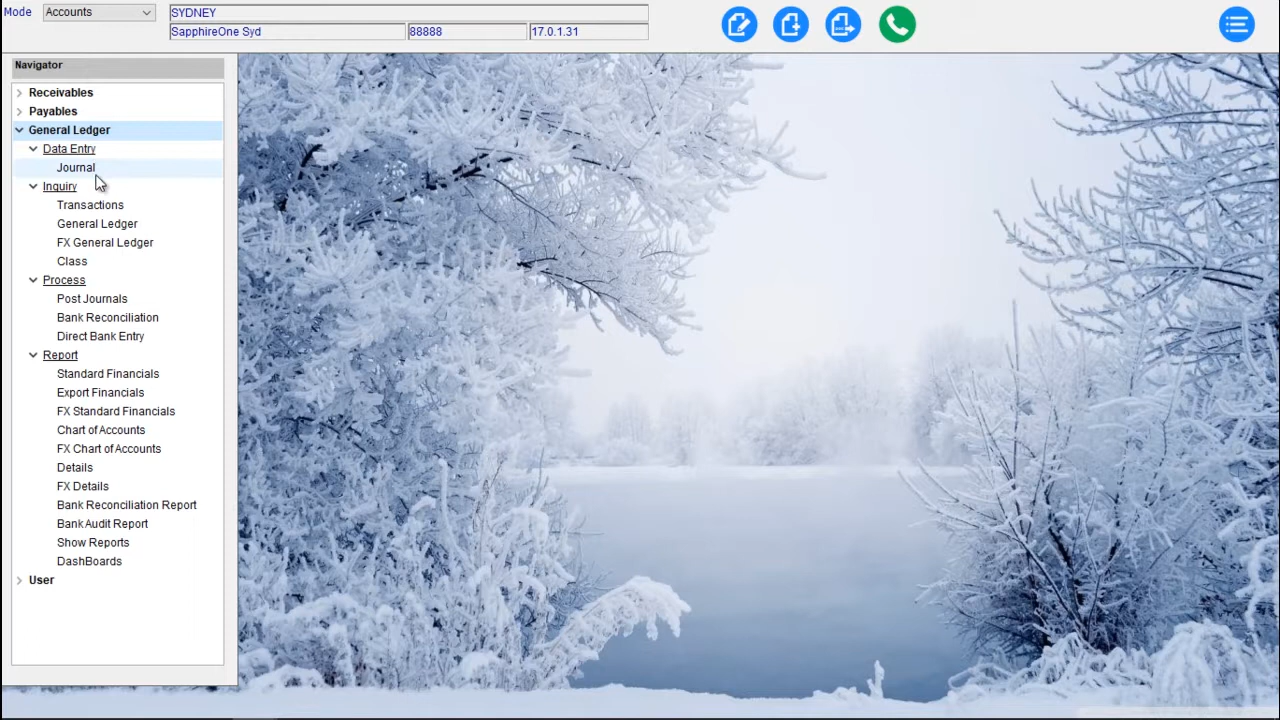 Mode Accounts SYDNEY
SapphireOne Syd 88888 17.0.1.31
Navigator
Receivables
Payables
General Ledger
Data Entry
Journal
Inquiry
Transactions
General Ledger
FX General Ledger
Class
Process
Post Journals
Bank Reconciliation
Direct Bank Entry
Report
Standard Financials
Export Financials
FX Standard Financials
Chart of Accounts
FX Chart of Accounts
Details
FX Details
Bank Reconciliation Report
Bank Audit Report
Show Reports
DashBoards
User